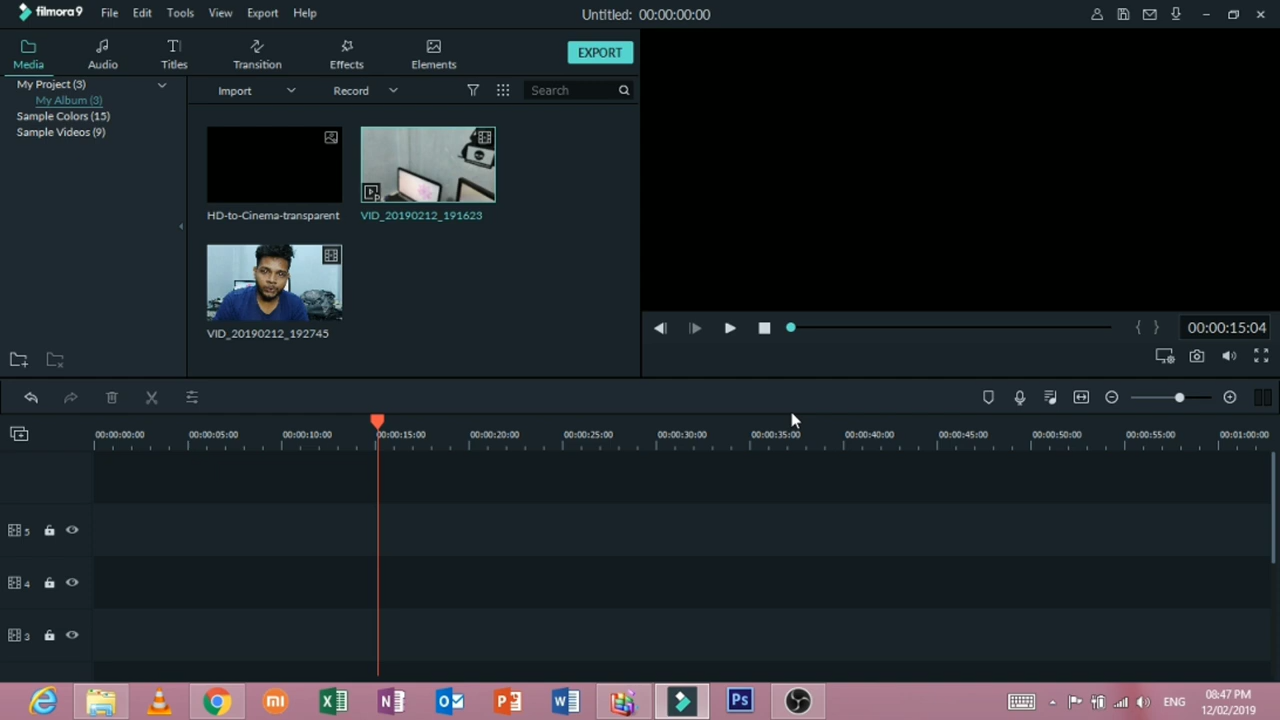 filmora9 File Edit Tools View Export Help Untitled: 00:00:00:00
Media Audio Titles Transition Effects Elements EXPORT
My Project (3)
My Album (3)
Sample Colors (15)
Sample Videos (9)
Import Record Search
HD-to-Cinema-transparent VID_20190212_191623
VID_20190212_192745
00:00:15:04
00:00:00:00 00:00:05:00 00:00:10:00 00:00:15:00 00:00:20:00 00:00:25:00 00:00:30:00 00:00:35:00 00:00:40:00 00:00:45:00 00:00:50:00 00:00:55:00 00:01:00:00
5
4
3
Ps
ENG
08:47 PM
12/02/2019